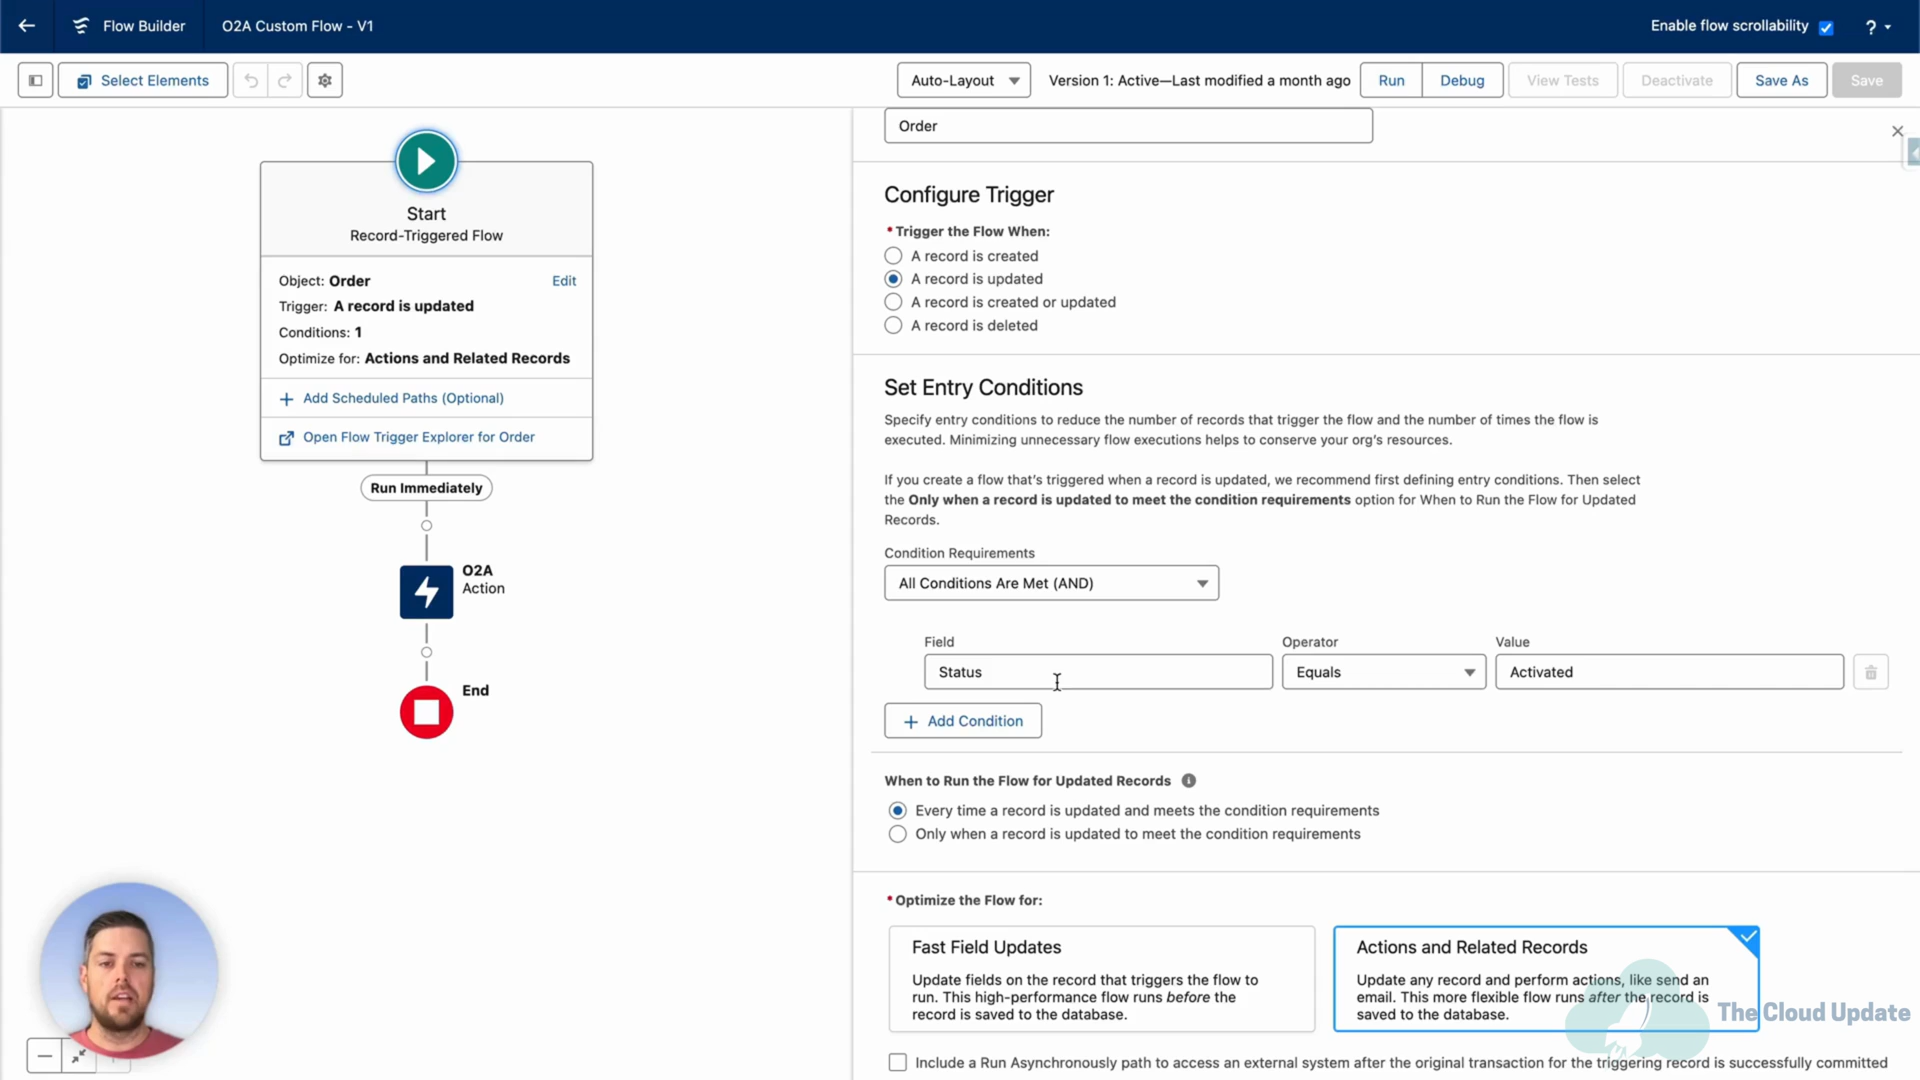 Flow Builder
O2A Custom Flow - V1
Enable flow scrollability
?
Select Elements
Auto-Layout
Version 1: Active—Last modified a month ago
Run
Debug
View Tests
Deactivate
Save As
Save
Start
Record-Triggered Flow
Object: Order
Edit
Trigger: A record is updated
Conditions: 1
Optimize for: Actions and Related Records
+ Add Scheduled Paths (Optional)
Open Flow Trigger Explorer for Order
Run Immediately
O2A
Action
End
Order
Configure Trigger
* Trigger the Flow When:
A record is created
A record is updated
A record is created or updated
A record is deleted
Set Entry Conditions
Specify entry conditions to reduce the number of records that trigger the flow and the number of times the flow is
executed. Minimizing unnecessary flow executions helps to conserve your org's resources.
If you create a flow that's triggered when a record is updated, we recommend first defining entry conditions. Then select
the Only when a record is updated to meet the condition requirements option for When to Run the Flow for Updated
Records.
Condition Requirements
All Conditions Are Met (AND)
Field
Operator
Value
Status
Equals
Activated
+ Add Condition
When to Run the Flow for Updated Records
Every time a record is updated and meets the condition requirements
Only when a record is updated to meet the condition requirements
* Optimize the Flow for:
Fast Field Updates
Update fields on the record that triggers the flow to
run. This high-performance flow runs before the
record is saved to the database.
Actions and Related Records
Update any record and perform actions, like send an
email. This more flexible flow runs after the record is
saved to the database.
The Cloud Update
Include a Run Asynchronously path to access an external system after the original transaction for the triggering record is successfully committed